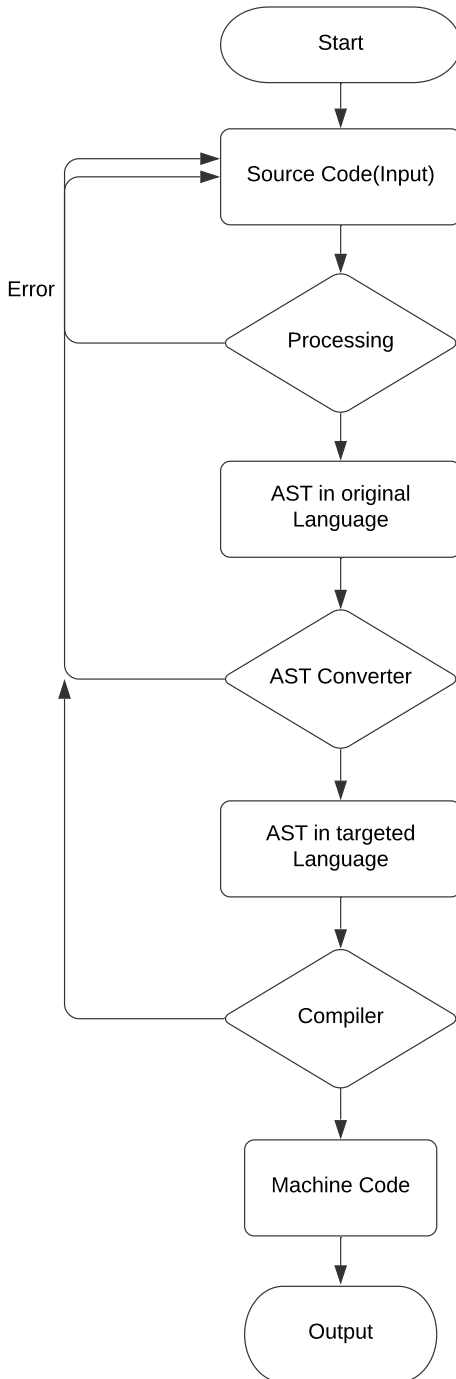 Start
Source Code(Input)
Error
Processing
AST in original
Language
AST Converter
AST in targeted
Language
Compiler
Machine Code
Output